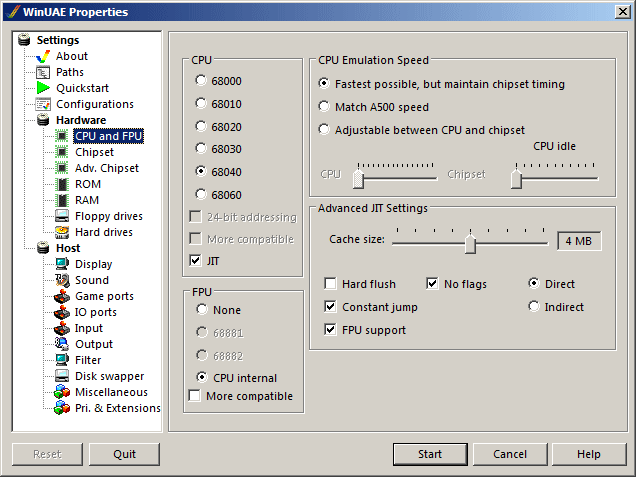 WinUAE Properties
Settings
About
Paths
Quickstart
Configurations
Hardware
CPU and FPU
Chipset
Adv. Chipset
ROM
RAM
Floppy drives
Hard drives
Host
Display
Sound
Game ports
IO ports
Input
Output
Filter
Disk swapper
Miscellaneous
Pri. & Extensions
CPU
68000
68010
68020
68030
68040
68060
24-bit addressing
More compatible
JIT
FPU
None
68881
68882
CPU internal
More compatible
CPU Emulation Speed
Fastest possible, but maintain chipset timing
Match A500 speed
Adjustable between CPU and chipset
CPU idle
CPU Chipset
Advanced JIT Settings
Cache size: 4 MB
Hard flush No flags Direct
Constant jump Indirect
FPU support
Reset Quit Start Cancel Help